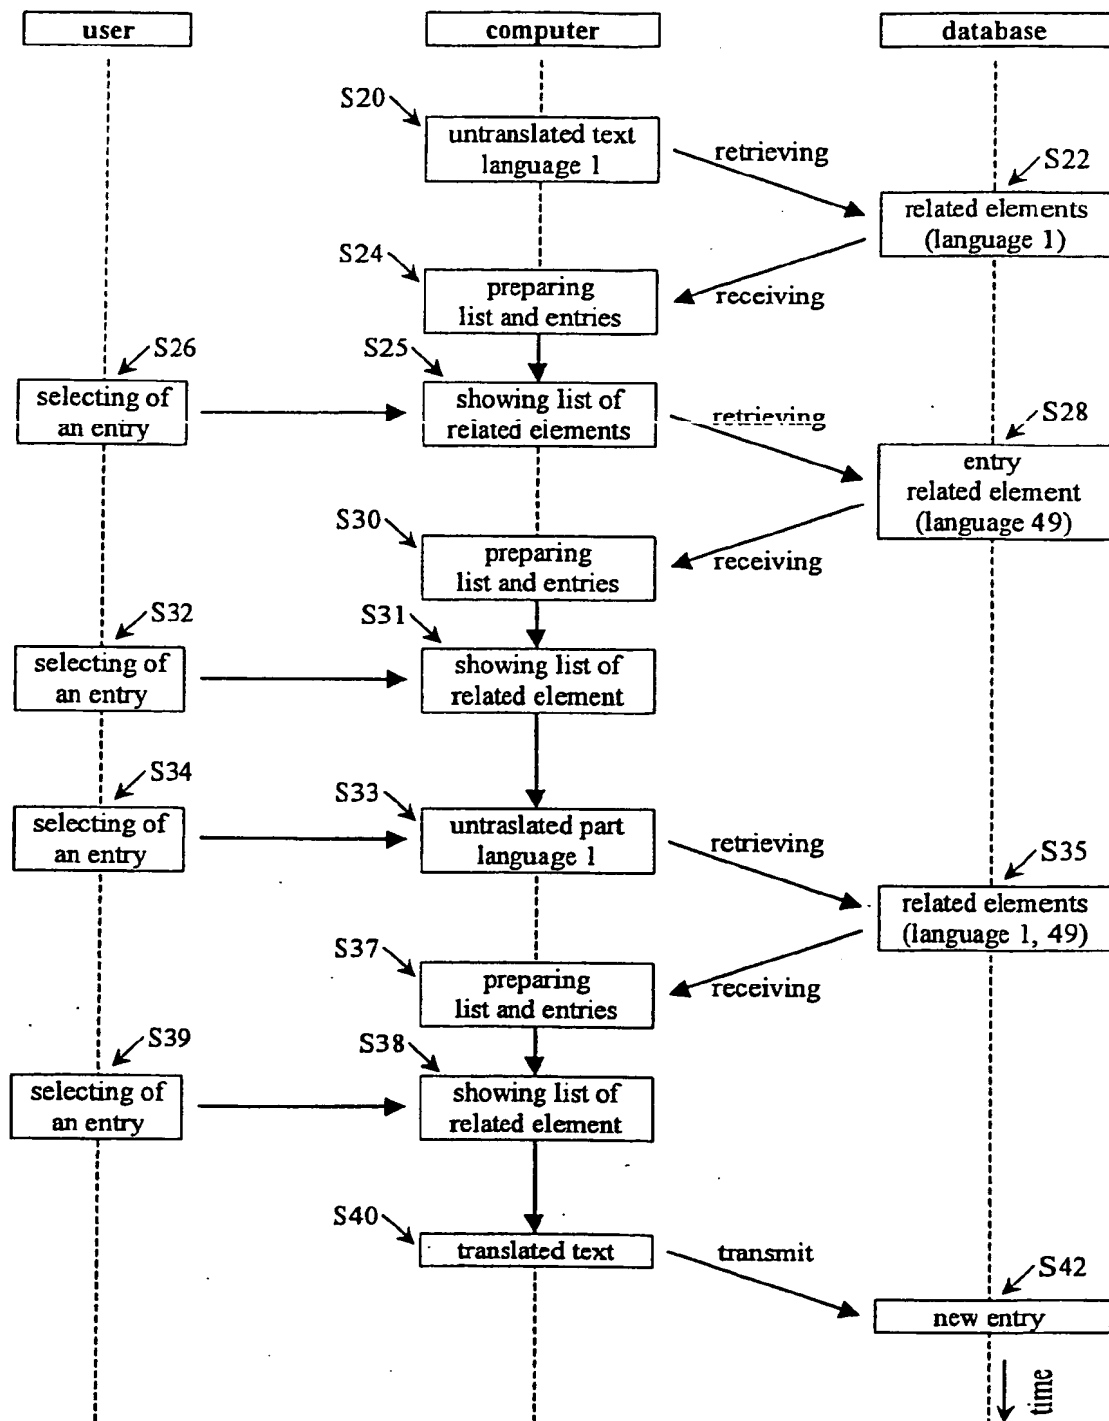 user
computer
database
S20
untranslated text
language 1
retrieving
S22
related elements
(language 1)
S24
preparing
list and entries
receiving
S26
S25
selecting of
an entry
showing list of
related elements
retrieving
S28
entry
related element
(language 49)
S30
preparing
list and entries
receiving
S32
S31
selecting of
an entry
showing list of
related element
S34
S33
selecting of
an entry
untraslated part
language 1
retrieving
S35
related elements
(language 1, 49)
S37
preparing
list and entries
receiving
S39
S38
selecting of
an entry
showing list of
related element
S40
translated text
transmit
S42
new entry
time